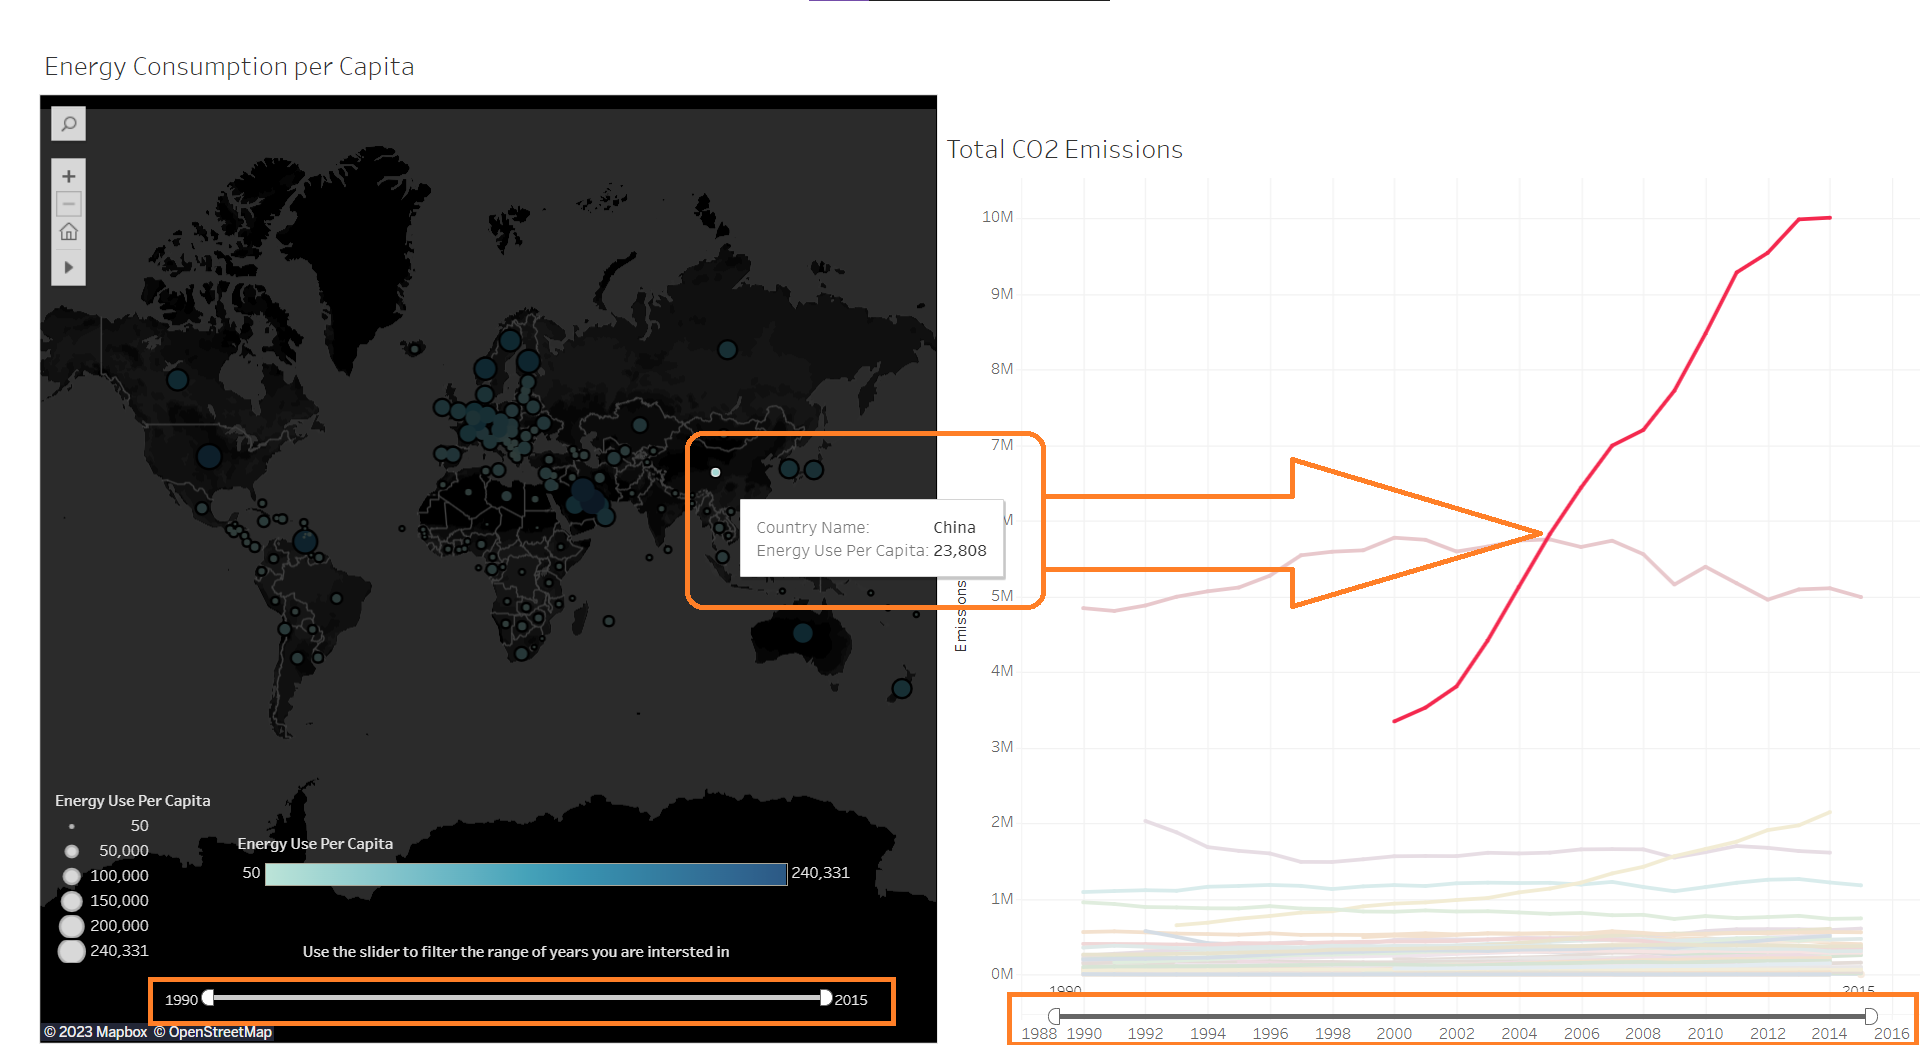 Energy Consumption per Capita
Total CO2 Emissions
10M
9M
8M
7M
M
5M
4M
3M
2M
1M
0M
Emissions
Country Name: China
Energy Use Per Capita: 23,808
Energy Use Per Capita
50
50,000
100,000
150,000
200,000
240,331
Energy Use Per Capita
50 240,331
Use the slider to filter the range of years you are intersted in
1990 2015
© 2023 Mapbox © OpenStreetMap
1990 2015
1988 1990 1992 1994 1996 1998 2000 2002 2004 2006 2008 2010 2012 2014 2016